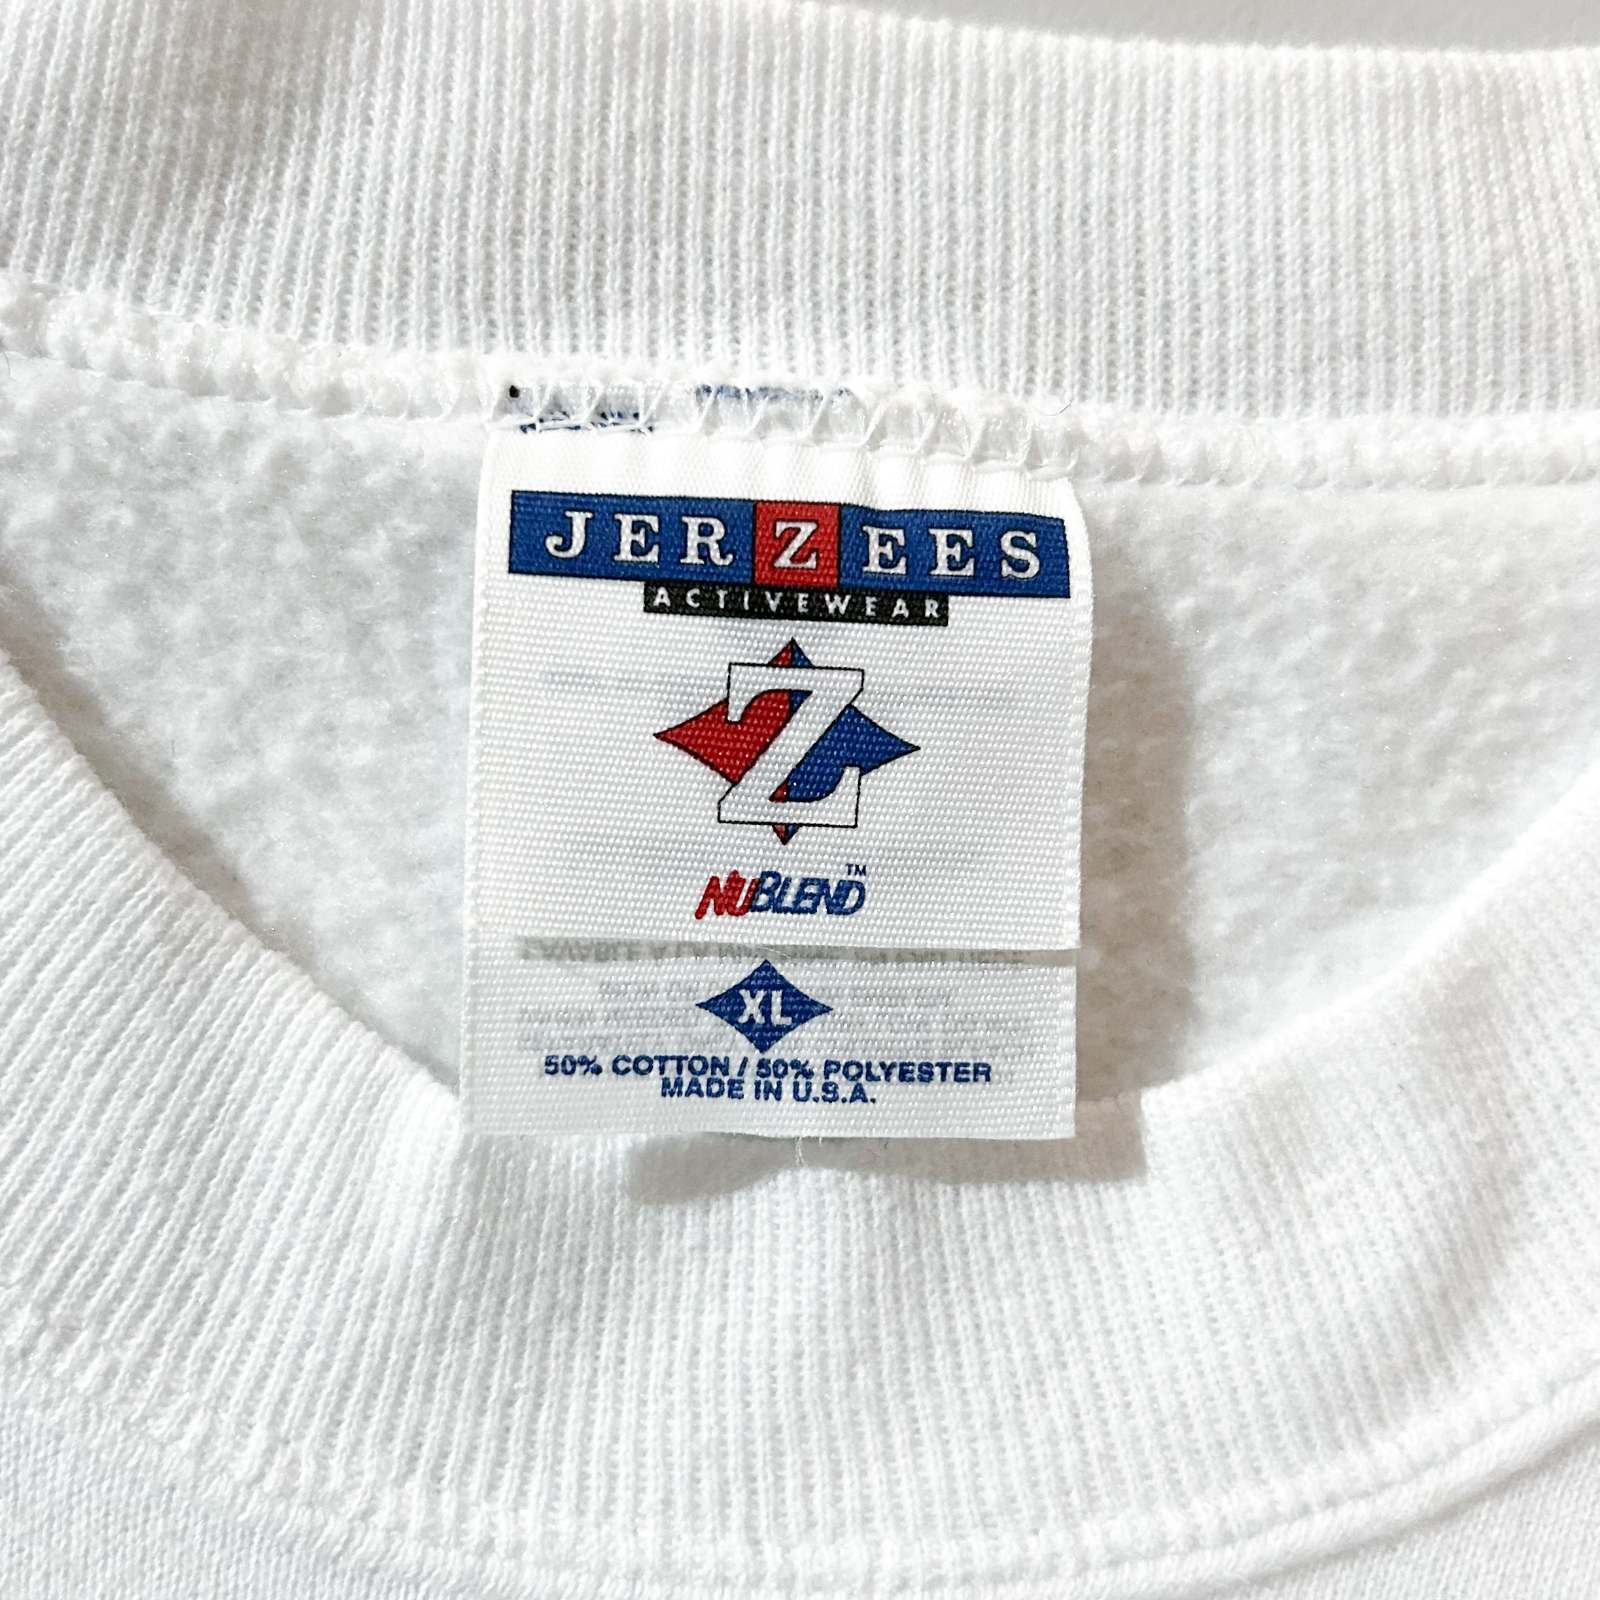 JERZEES
ACTIVEWEAR
Z
NUBLEND™
XL
50% COTTON / 50% POLYESTER
MADE IN U.S.A.